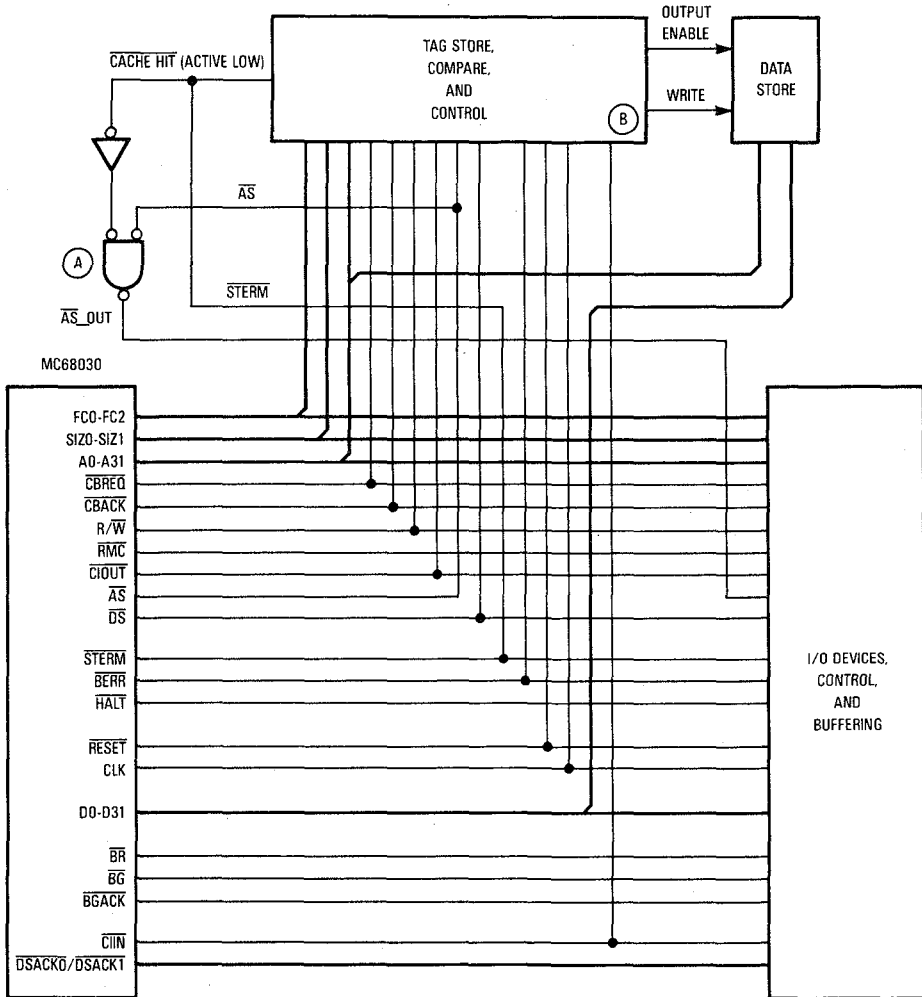 OUTPUT
ENABLE
CACHE HIT (ACTIVE LOW)
TAG STORE,
COMPARE,
AND
CONTROL
DATA
STORE
WRITE
B
AS
A
STERM
AS_OUT
MC68030
FC0-FC2
SIZ0-SIZ1
A0-A31
CBREQ
CBACK
R/W
RMC
CIOUT
AS
DS
STERM
BERR
HALT
RESET
CLK
D0-D31
BR
BG
BGACK
CIIN
DSACK0/DSACK1
I/O DEVICES,
CONTROL,
AND
BUFFERING